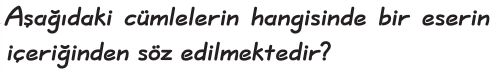 Aşağıdaki cümlelerin hangisinde bir eserin
içeriğinden söz edilmektedir?